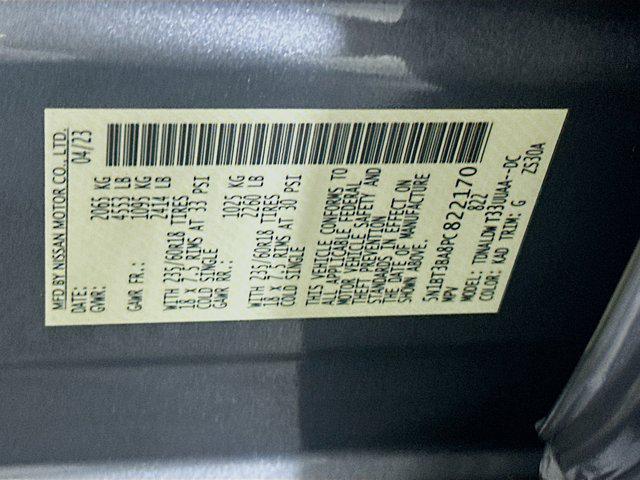 MFD BY NISSAN MOTOR CO., LTD.
DATE: 04/23
GVWR: 2065 KG
4553 LB
GAWR FR.: 1095 KG
2414 LB
WITH 235/60R18 TIRES
18 X 7.5 RIMS AT 33 PSI
COLD SINGLE
GAWR RR.: 1025 KG
2260 LB
WITH 235/60R18 TIRES
18 X 7.5 RIMS AT 30 PSI
COLD SINGLE
THIS VEHICLE CONFORMS TO
ALL APPLICABLE FEDERAL
MOTOR VEHICLE SAFETY AND
THEFT PREVENTION
STANDARDS IN EFFECT ON
THE DATE OF MANUFACTURE
SHOWN ABOVE.
5N1BT3BA8PC822170
MPV 822
MODEL: TDMALDW T33UUAA--DC
COLOR: KAD TRIM: G ZS30A